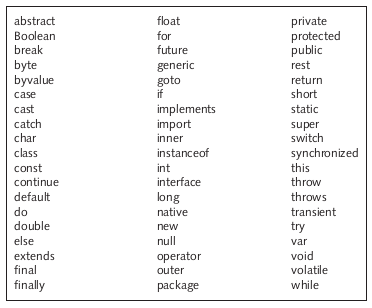 abstract float private
Boolean for protected
break future public
byte generic rest
byvalue goto return
case if short
cast implements static
catch import super
char inner switch
class instanceof synchronized
const int this
continue interface throw
default long throws
do native transient
double new try
else null var
extends operator void
final outer volatile
finally package while